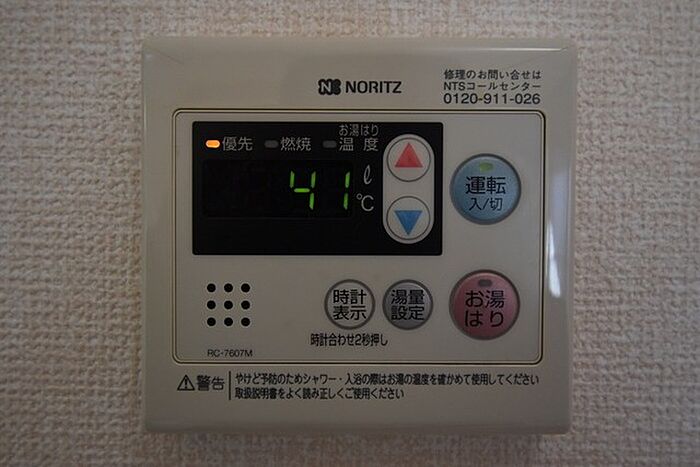 NORITZ
修理のお問い合せは
NTSコールセンター
0120-911-026
お湯はり
優先 燃焼 温度
41 ℓ
℃
運転
入/切
時計
表示
湯量
設定
お湯
はり
時計合わせ2秒押し
RC-7607M
⚠警告 やけど予防のためシャワー・入浴の際はお湯の温度を確かめて使用してください
取扱説明書をよく読み正しくご使用ください